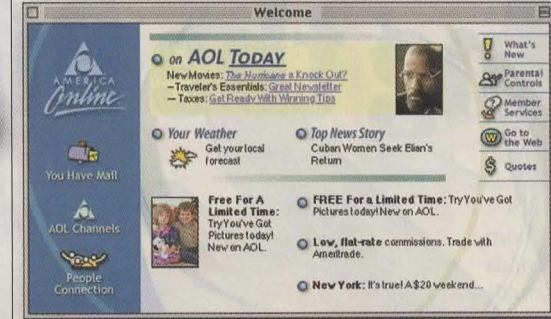 Welcome
AMERICA
Online
You Have Mail
AOL Channels
People
Connection
on AOL TODAY
New Movies: The Hurricane a Knock Out?
– Traveler's Essentials: Great Newsletter
– Taxes: Get Ready With Winning Tips
Your Weather
Get your local
forecast
Top News Story
Cuban Women Seek Elian's
Return
Free For A
Limited Time:
Try You've Got
Pictures today!
New on AOL.
FREE For a Limited Time: Try You've Got
Pictures today! New on AOL.
Low, flat-rate commissions. Trade with
Ameritrade.
New York: It's true! A $20 weekend...
What's
New
Parental
Controls
Member
Services
Go to
the Web
Quotes